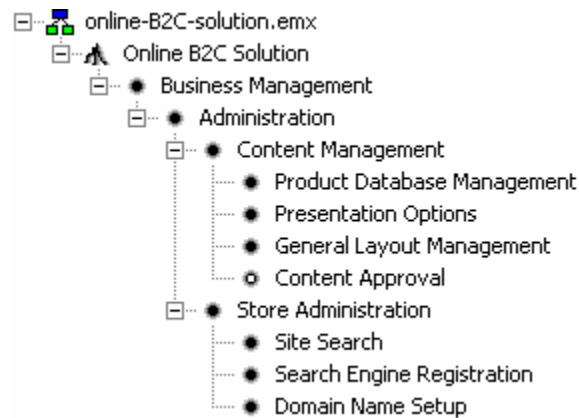 online-B2C-solution.emx
Online B2C Solution
Business Management
Administration
Content Management
Product Database Management
Presentation Options
General Layout Management
Content Approval
Store Administration
Site Search
Search Engine Registration
Domain Name Setup